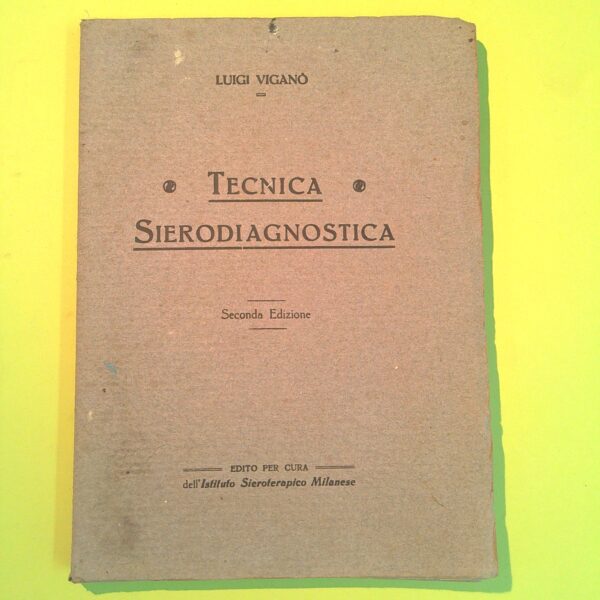 LUIGI VIGANÒ
TECNICA
SIERODIAGNOSTICA
Seconda Edizione
EDITO PER CURA
dell'Istituto Sieroterapico Milanese